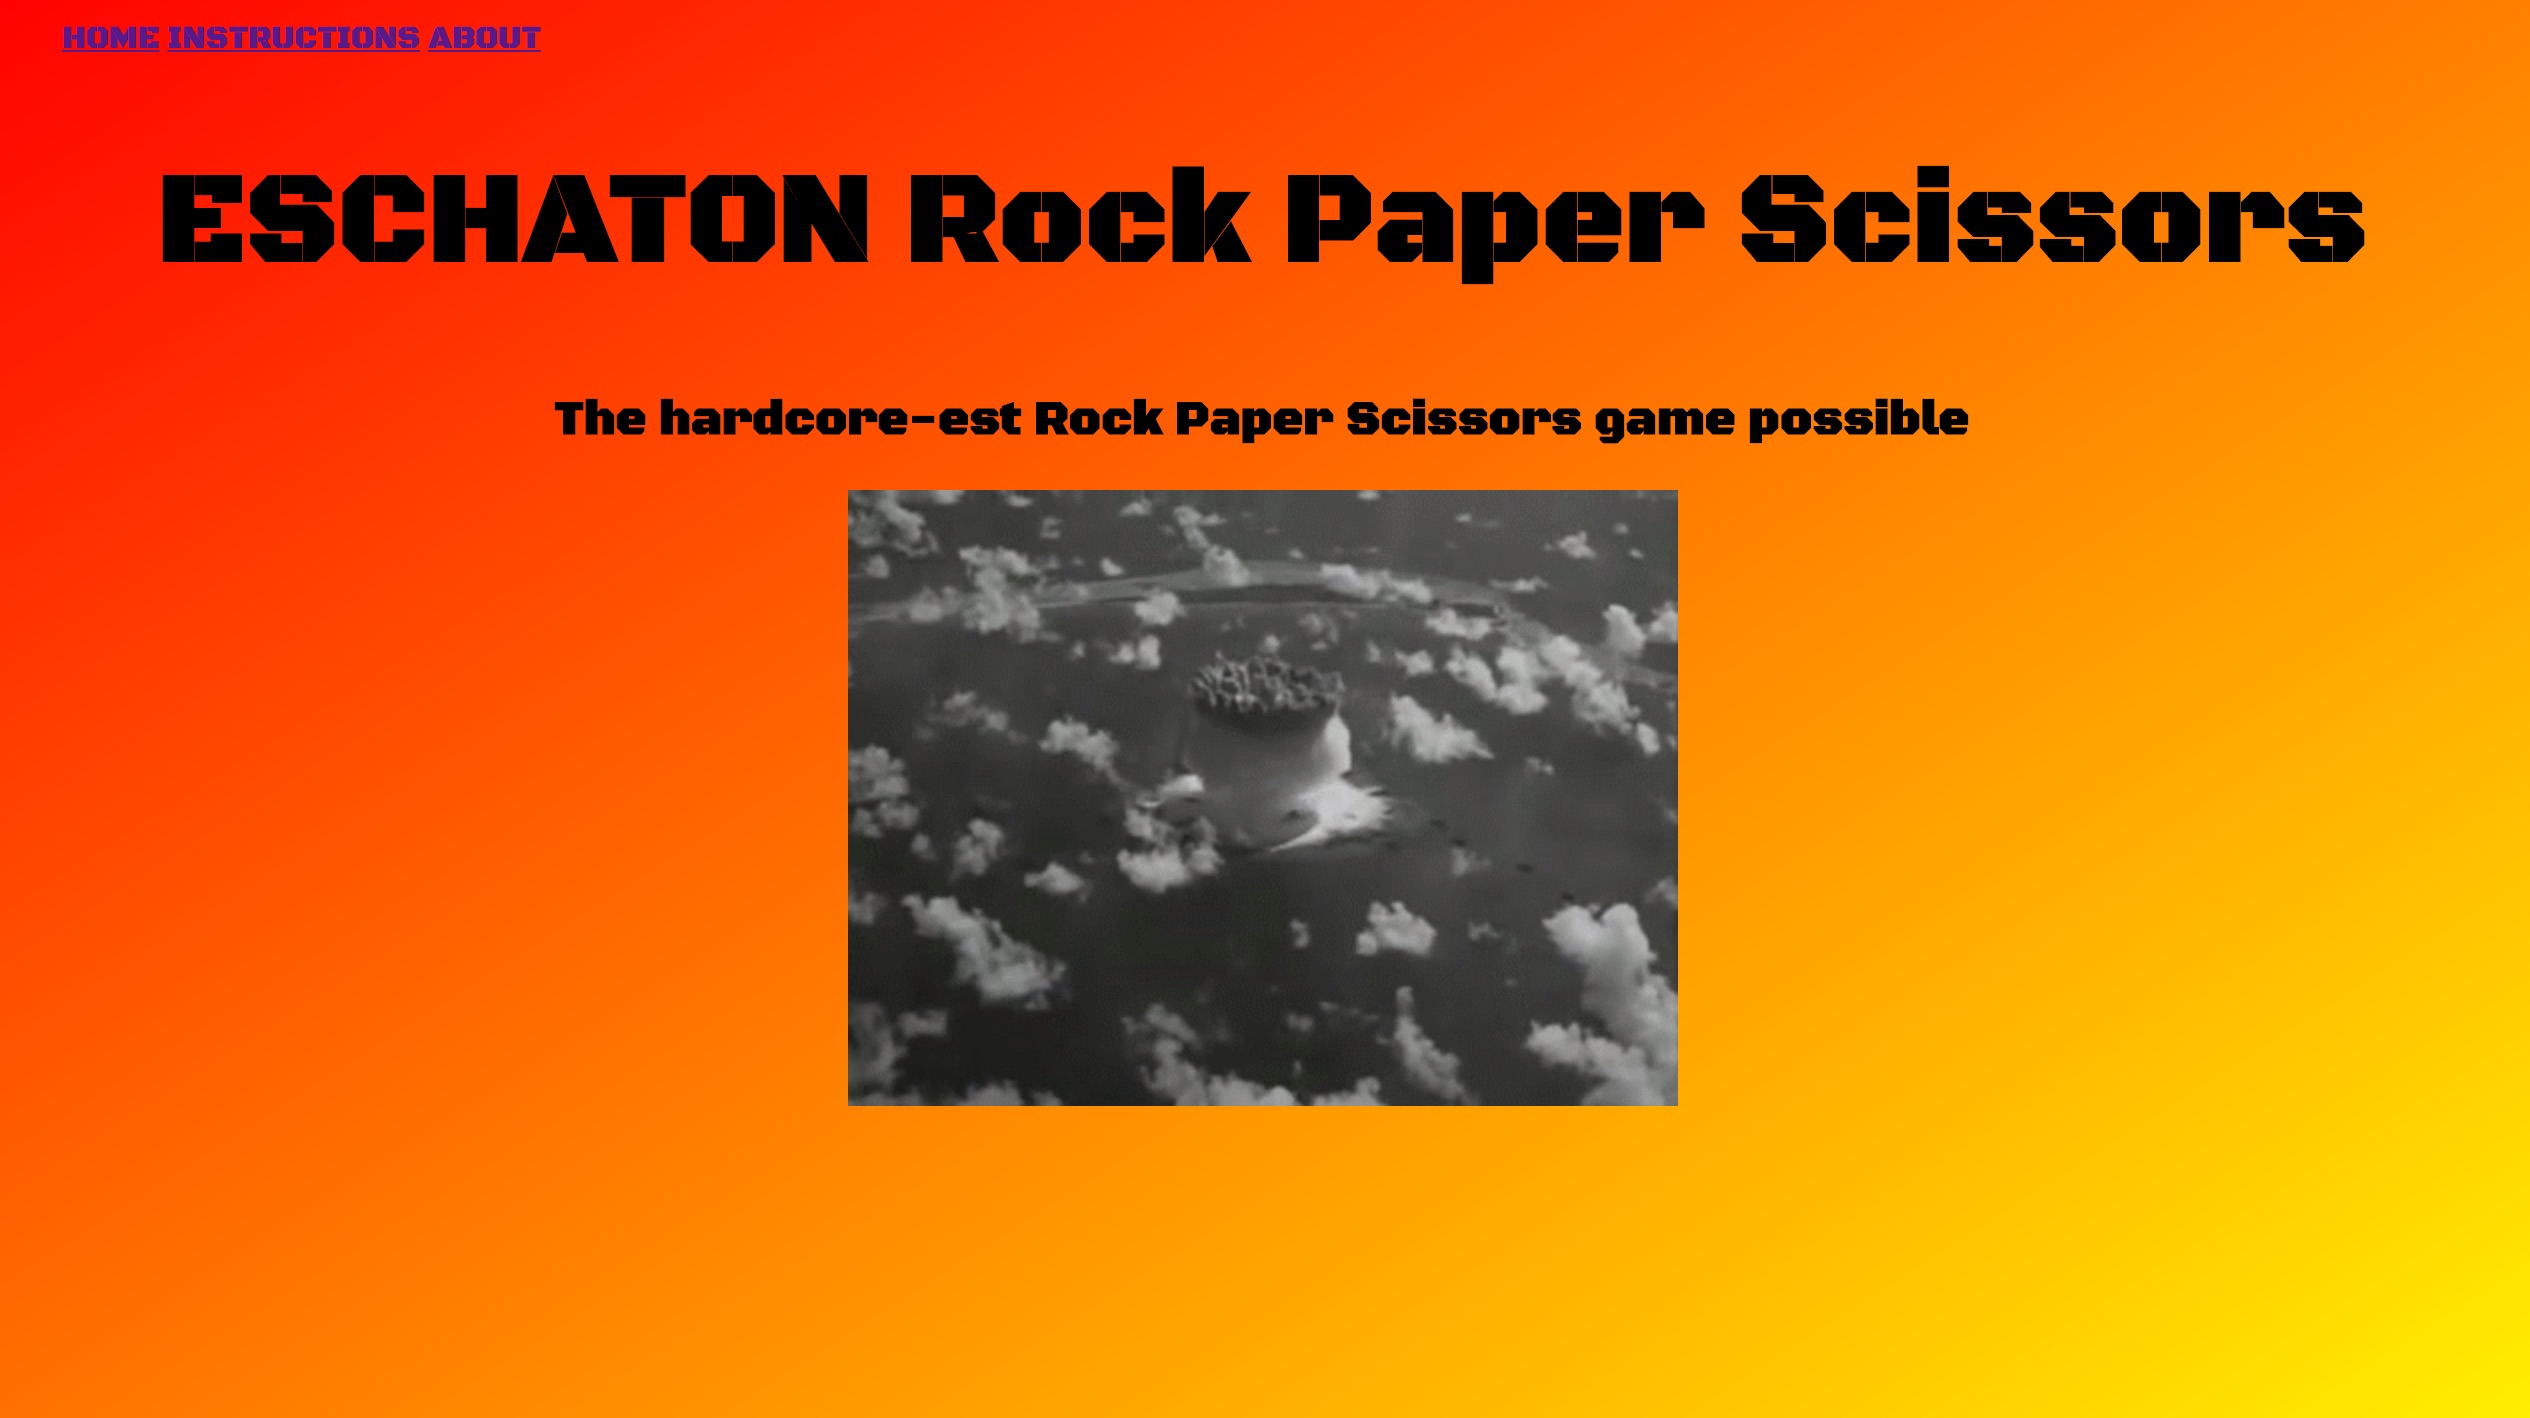 HOME INSTRUCTIONS ABOUT
ESCHATON Rock Paper Scissors
The hardcore-est Rock Paper Scissors game possible